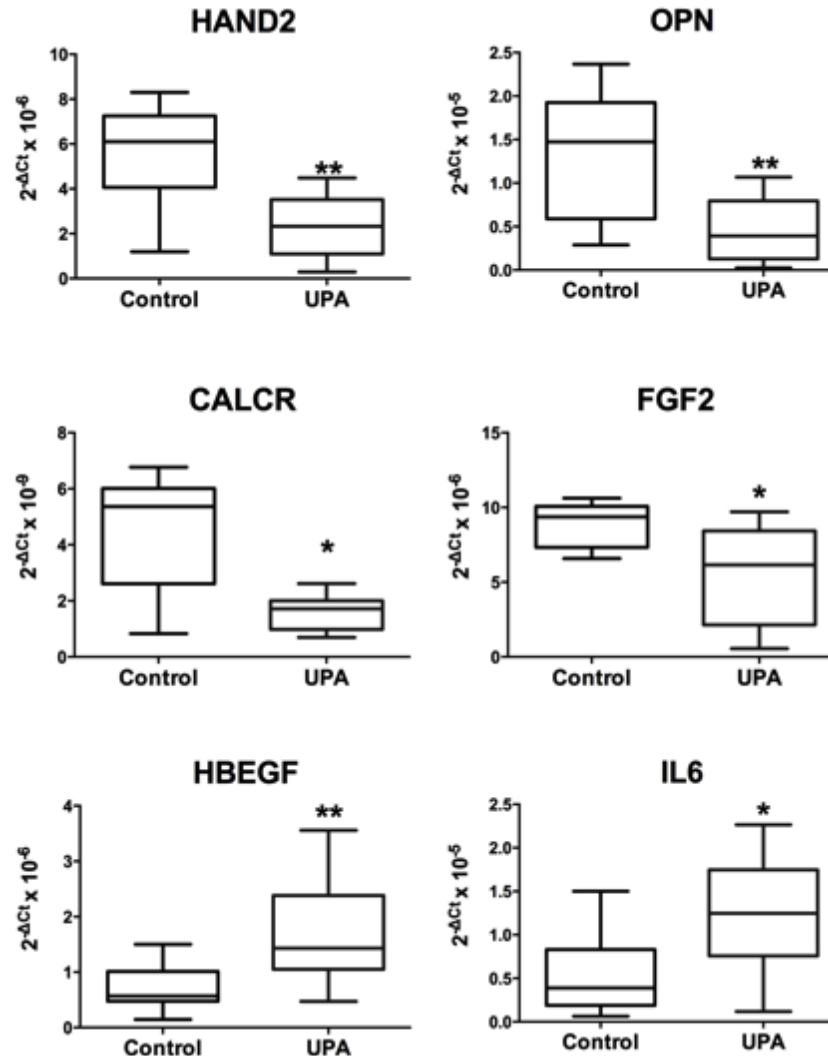 HAND2
2-ΔCt x 10-6
10
8
6
4
2
0
**
Control UPA
OPN
2-ΔCt x 10-5
2.5
2.0
1.5
1.0
0.5
0.0
**
Control UPA
CALCR
2-ΔCt x 10-9
8
6
4
2
0
*
Control UPA
FGF2
2-ΔCt x 10-6
15
10
5
0
*
Control UPA
HBEGF
2-ΔCt x 10-6
4
3
2
1
0
**
Control UPA
IL6
2-ΔCt x 10-5
2.5
2.0
1.5
1.0
0.5
0.0
*
Control UPA